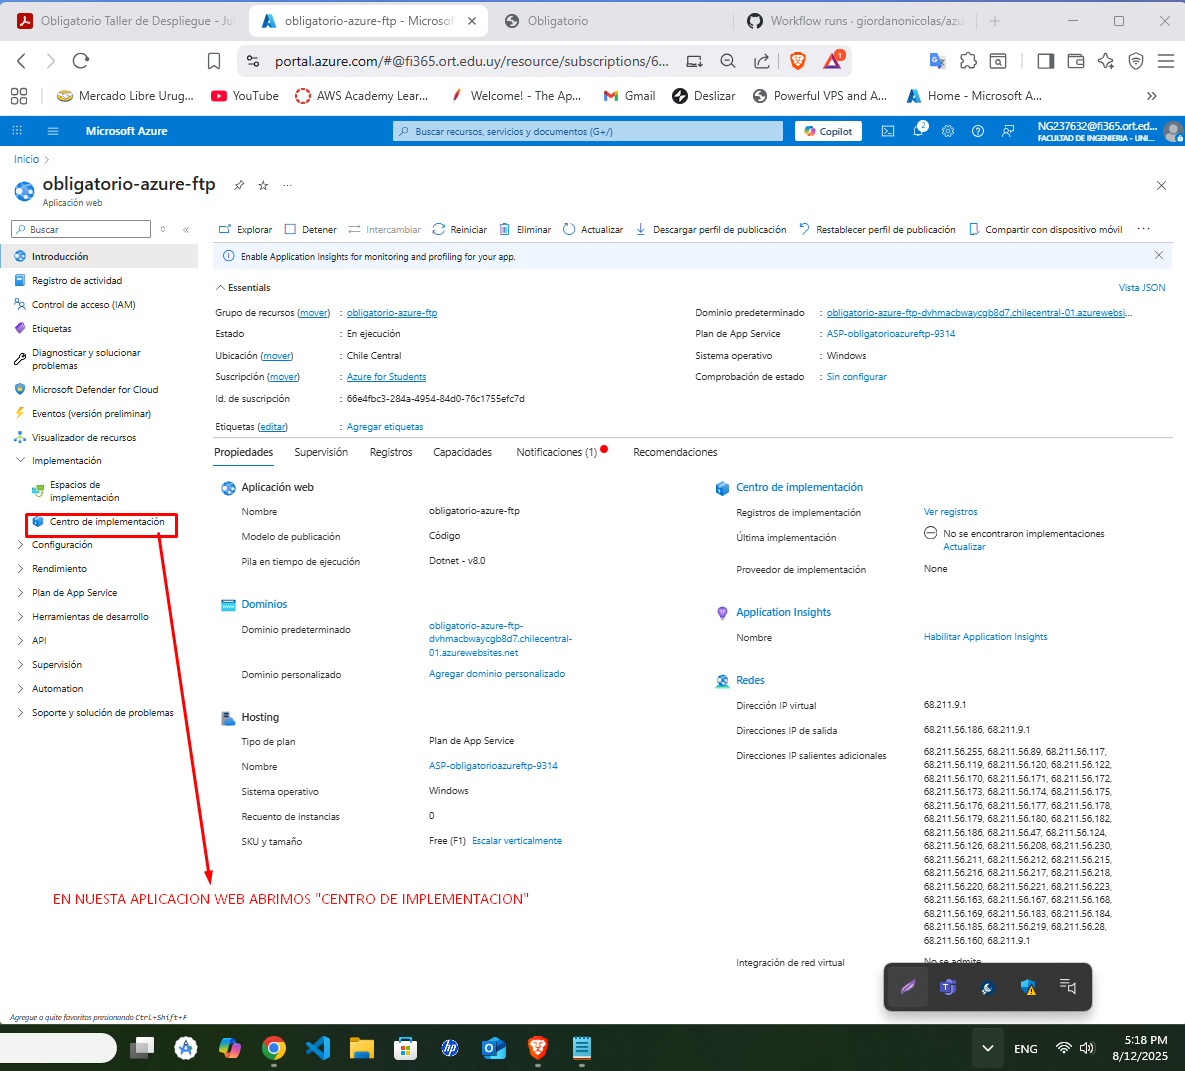 Obligatorio Taller de Despliegue - Jul
obligatorio-azure-ftp - Microsof
Obligatorio
Workflow runs · giordanonicolas/azu
portal.azure.com/#@fi365.ort.edu.uy/resource/subscriptions/6...
1
Mercado Libre Urug...
YouTube
AWS Academy Lear...
Welcome! - The Ap...
Gmail
Deslizar
Powerful VPS and A...
Home - Microsoft A...
Microsoft Azure
Buscar recursos, servicios y documentos (G+/)
Copilot
2
NG237632@fi365.ort.ed...
FACULTAD DE INGENIERIA - UNI...
Inicio
obligatorio-azure-ftp
Aplicación web
Buscar
Explorar
Detener
Intercambiar
Reiniciar
Eliminar
Actualizar
Descargar perfil de publicación
Restablecer perfil de publicación
Compartir con dispositivo móvil
Introducción
Registro de actividad
Control de acceso (IAM)
Etiquetas
Diagnosticar y solucionar
problemas
Microsoft Defender for Cloud
Eventos (versión preliminar)
Visualizador de recursos
Implementación
Espacios de
implementación
Centro de implementación
Configuración
Rendimiento
Plan de App Service
Herramientas de desarrollo
API
Supervisión
Automation
Soporte y solución de problemas
Enable Application Insights for monitoring and profiling for your app.
Essentials
Vista JSON
Grupo de recursos (mover) : obligatorio-azure-ftp
Estado : En ejecución
Ubicación (mover) : Chile Central
Suscripción (mover) : Azure for Students
Id. de suscripción : 66e4fbc3-284a-4954-84d0-76c1755efc7d
Etiquetas (editar) : Agregar etiquetas
Dominio predeterminado : obligatorio-azure-ftp-dvhmacbwaycgb8d7.chilecentral-01.azurewebsi...
Plan de App Service : ASP-obligatorioazureftp-9314
Sistema operativo : Windows
Comprobación de estado : Sin configurar
Propiedades
Supervisión
Registros
Capacidades
Notificaciones (1)
Recomendaciones
Aplicación web
Nombre obligatorio-azure-ftp
Modelo de publicación Código
Pila en tiempo de ejecución Dotnet - v8.0
Dominios
Dominio predeterminado obligatorio-azure-ftp-
dvhmacbwaycgb8d7.chilecentral-
01.azurewebsites.net
Dominio personalizado Agregar dominio personalizado
Hosting
Tipo de plan Plan de App Service
Nombre ASP-obligatorioazureftp-9314
Sistema operativo Windows
Recuento de instancias 0
SKU y tamaño Free (F1) Escalar verticalmente
Centro de implementación
Registros de implementación Ver registros
Última implementación No se encontraron implementaciones
Actualizar
Proveedor de implementación None
Application Insights
Nombre Habilitar Application Insights
Redes
Dirección IP virtual 68.211.9.1
Direcciones IP de salida 68.211.56.186, 68.211.9.1
Direcciones IP salientes adicionales 68.211.56.255, 68.211.56.89, 68.211.56.117,
68.211.56.119, 68.211.56.120, 68.211.56.122,
68.211.56.170, 68.211.56.171, 68.211.56.172,
68.211.56.173, 68.211.56.174, 68.211.56.175,
68.211.56.176, 68.211.56.177, 68.211.56.178,
68.211.56.179, 68.211.56.180, 68.211.56.182,
68.211.56.186, 68.211.56.47, 68.211.56.124,
68.211.56.126, 68.211.56.208, 68.211.56.230,
68.211.56.211, 68.211.56.212, 68.211.56.215,
68.211.56.216, 68.211.56.217, 68.211.56.218,
68.211.56.220, 68.211.56.221, 68.211.56.223,
68.211.56.163, 68.211.56.167, 68.211.56.168,
68.211.56.169, 68.211.56.183, 68.211.56.184,
68.211.56.185, 68.211.56.219, 68.211.56.28,
68.211.56.160, 68.211.9.1
Integración de red virtual No se admite
EN NUESTA APLICACION WEB ABRIMOS "CENTRO DE IMPLEMENTACION"
Agregue o quite favoritos presionando Ctrl+Shift+F
ENG
5:18 PM
8/12/2025